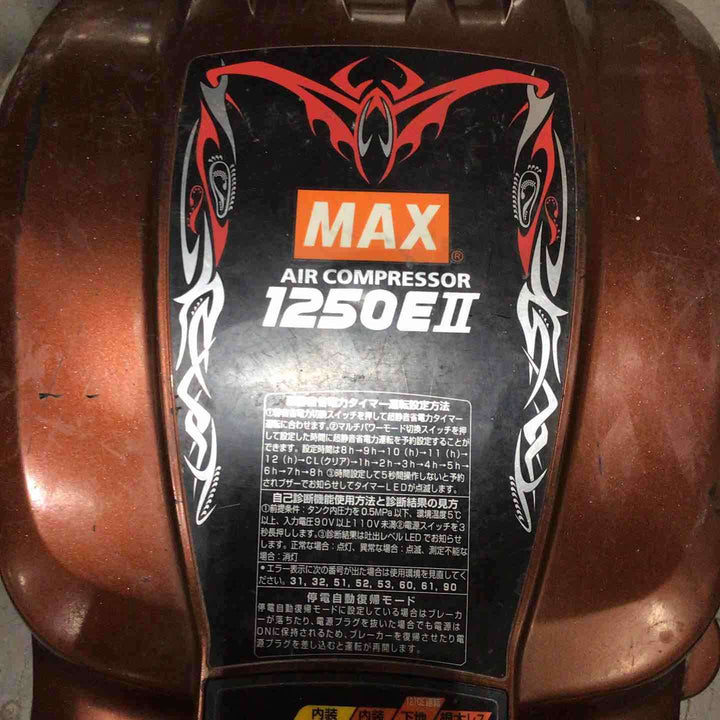 MAX
®
AIR COMPRESSOR
1250EII
超静音省電力タイマー運転設定方法
①静音省電力切換スイッチを押して超静音省電力タイマー
運転に合わせます。②マルチパワーモード切換スイッチを押
して設定した時間に超静音省電力運転を予約設定することが
できます。設定時間は8h→9h→10(h)→11(h)→
12(h)→CL(クリア)→1h→2h→3h→4h→5h→
6h→7h→8h ③時間設定して5秒間操作しないと予約
されブザーでお知らせしてタイマーLEDが点滅します。
自己診断機能使用方法と診断結果の見方
①前提条件:タンク内圧力を0.5MPa以下、環境温度5℃
以上、入力電圧90V以上110V未満②電源スイッチを3
秒長押しします。③診断結果は吐出レベルLEDでお知らせ
します。正常な場合:点灯、異常な場合:点滅、測定不能な
場合:消灯
*エラー表示に次の番号が出た場合は使用環境を見直してく
ださい。31, 32, 51, 52, 53, 60, 61, 90
停電自動復帰モード
停電自動復帰モードに設定している場合はブレーカ
ーが落ちたり、電源プラグを抜いた場合でも電源は
ONに保持されるため、ブレーカーを復帰させたり電
源プラグを差し込むと運転が再開します。
内装 内装 下地